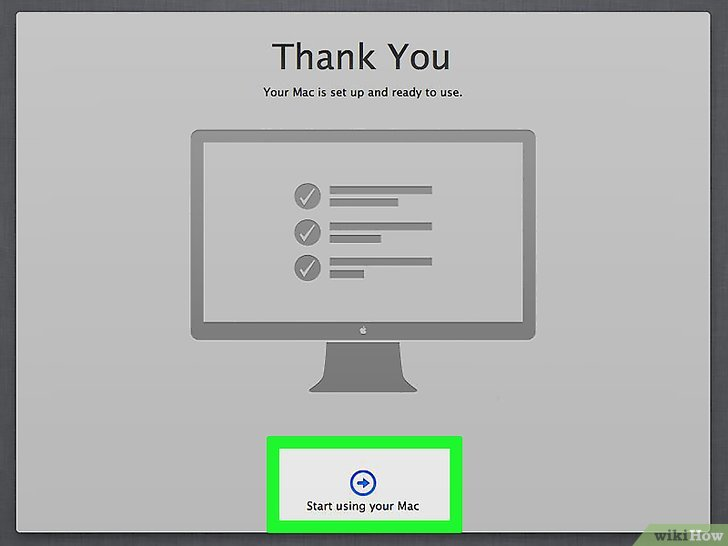 Thank You
Your Mac is set up and ready to use.
Start using your Mac
wikiHow